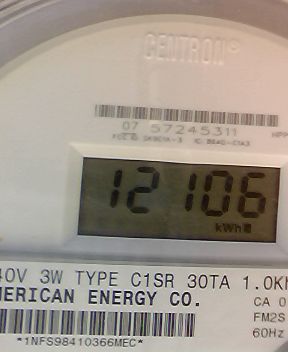 CENTRON®
07 57245311
12106
kWh
40V 3W TYPE C1SR 30TA 1.0Kh
MERICAN ENERGY CO.
CA 0
FM2S
60Hz
*1NFS98410366MEC*